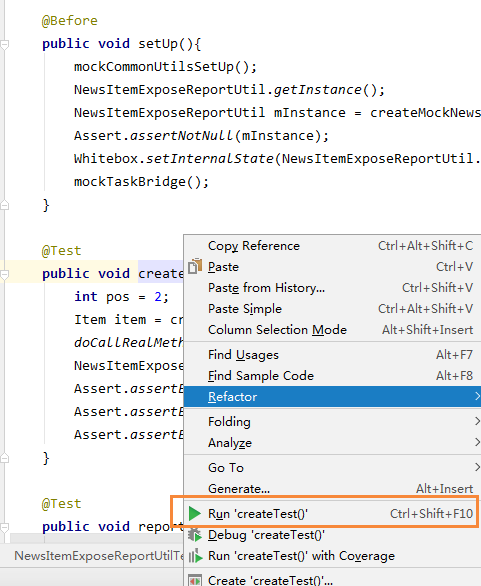 @Before
public void setUp(){
mockCommonUtilsSetUp();
NewsItemExposeReportUtil.getInstance();
NewsItemExposeReportUtil mInstance = createMockNews
Assert.assertNotNull(mInstance);
Whitebox.setInternalState(NewsItemExposeReportUtil.
mockTaskBridge();
}
@Test
public void create
int pos = 2;
Item item = cr
doCallRealMeth
NewsItemExpose
Assert.assertE
Assert.assertE
Assert.assertE
}
@Test
public void report
NewsItemExposeReportUtilTe
Copy Reference Ctrl+Alt+Shift+C
Paste Ctrl+V
Paste from History... Ctrl+Shift+V
Paste Simple Ctrl+Alt+Shift+V
Column Selection Mode Alt+Shift+Insert
Find Usages Alt+F7
Find Sample Code Alt+F8
Refactor
Folding
Analyze
Go To
Generate... Alt+Insert
Run 'createTest()' Ctrl+Shift+F10
Debug 'createTest()'
Run 'createTest()' with Coverage
Create 'createTest()'...